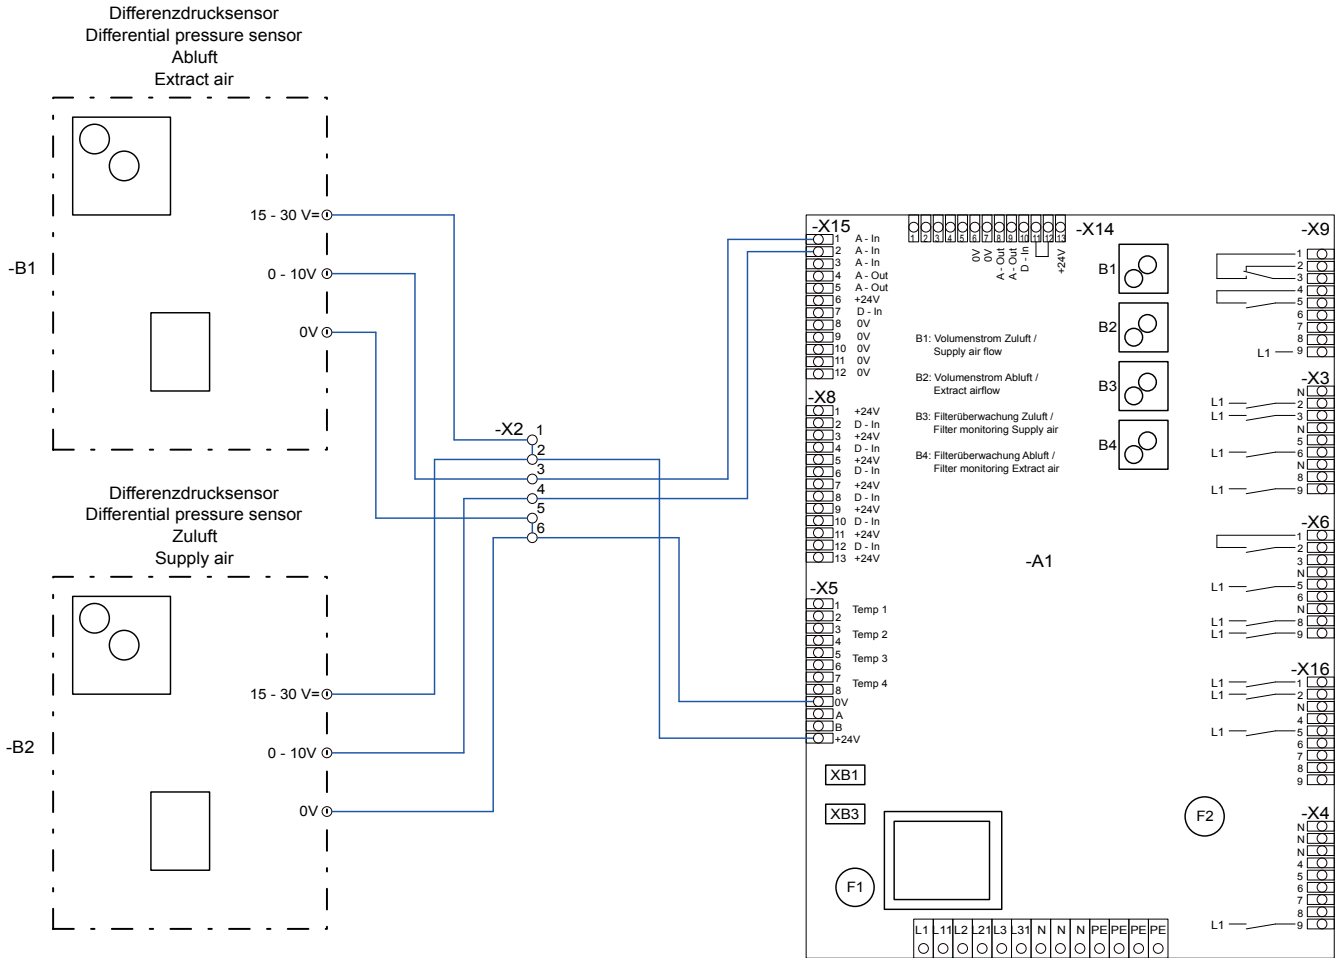 Differenzdrucksensor
Differential pressure sensor
Abluft
Extract air
-B1
15 - 30 V=
0 - 10V
0V
Differenzdrucksensor
Differential pressure sensor
Zuluft
Supply air
-B2
15 - 30 V=
0 - 10V
0V
-X2
1
2
3
4
5
6
-X15
1 A - In
2 A - In
3 A - In
4 A - Out
5 A - Out
6 +24V
7 D - In
8 0V
9 0V
10 0V
11 0V
12 0V
-X8
1 +24V
2 D - In
3 +24V
4 D - In
5 +24V
6 D - In
7 +24V
8 D - In
9 +24V
10 D - In
11 +24V
12 D - In
13 +24V
-X5
1
2
Temp 1
3
4
Temp 2
5
6
Temp 3
7
8
Temp 4
0V
A
B
+24V
XB1
XB3
F1
-X14
1 2 3 4 5 6 7 8 9 10 11 12 13
0V
0V
A - Out
A - Out
D - In
+24V
B1
B2
B3
B4
B1: Volumenstrom Zuluft /
Supply air flow
B2: Volumenstrom Abluft /
Extract airflow
B3: Filterüberwachung Zuluft /
Filter monitoring Supply air
B4: Filterüberwachung Abluft /
Filter monitoring Extract air
-A1
F2
L1 L11 L2 L21 L3 L31 N N N PE PE PE PE
-X9
1
2
3
4
5
6
7
8
L1 9
-X3
N
L1 2
L1 3
N
5
L1 6
N
8
L1 9
-X6
1
2
3
N
L1 5
6
N
L1 8
L1 9
-X16
L1 1
L1 2
N
4
L1 5
6
7
8
9
-X4
N
N
N
4
5
6
7
8
L1 9